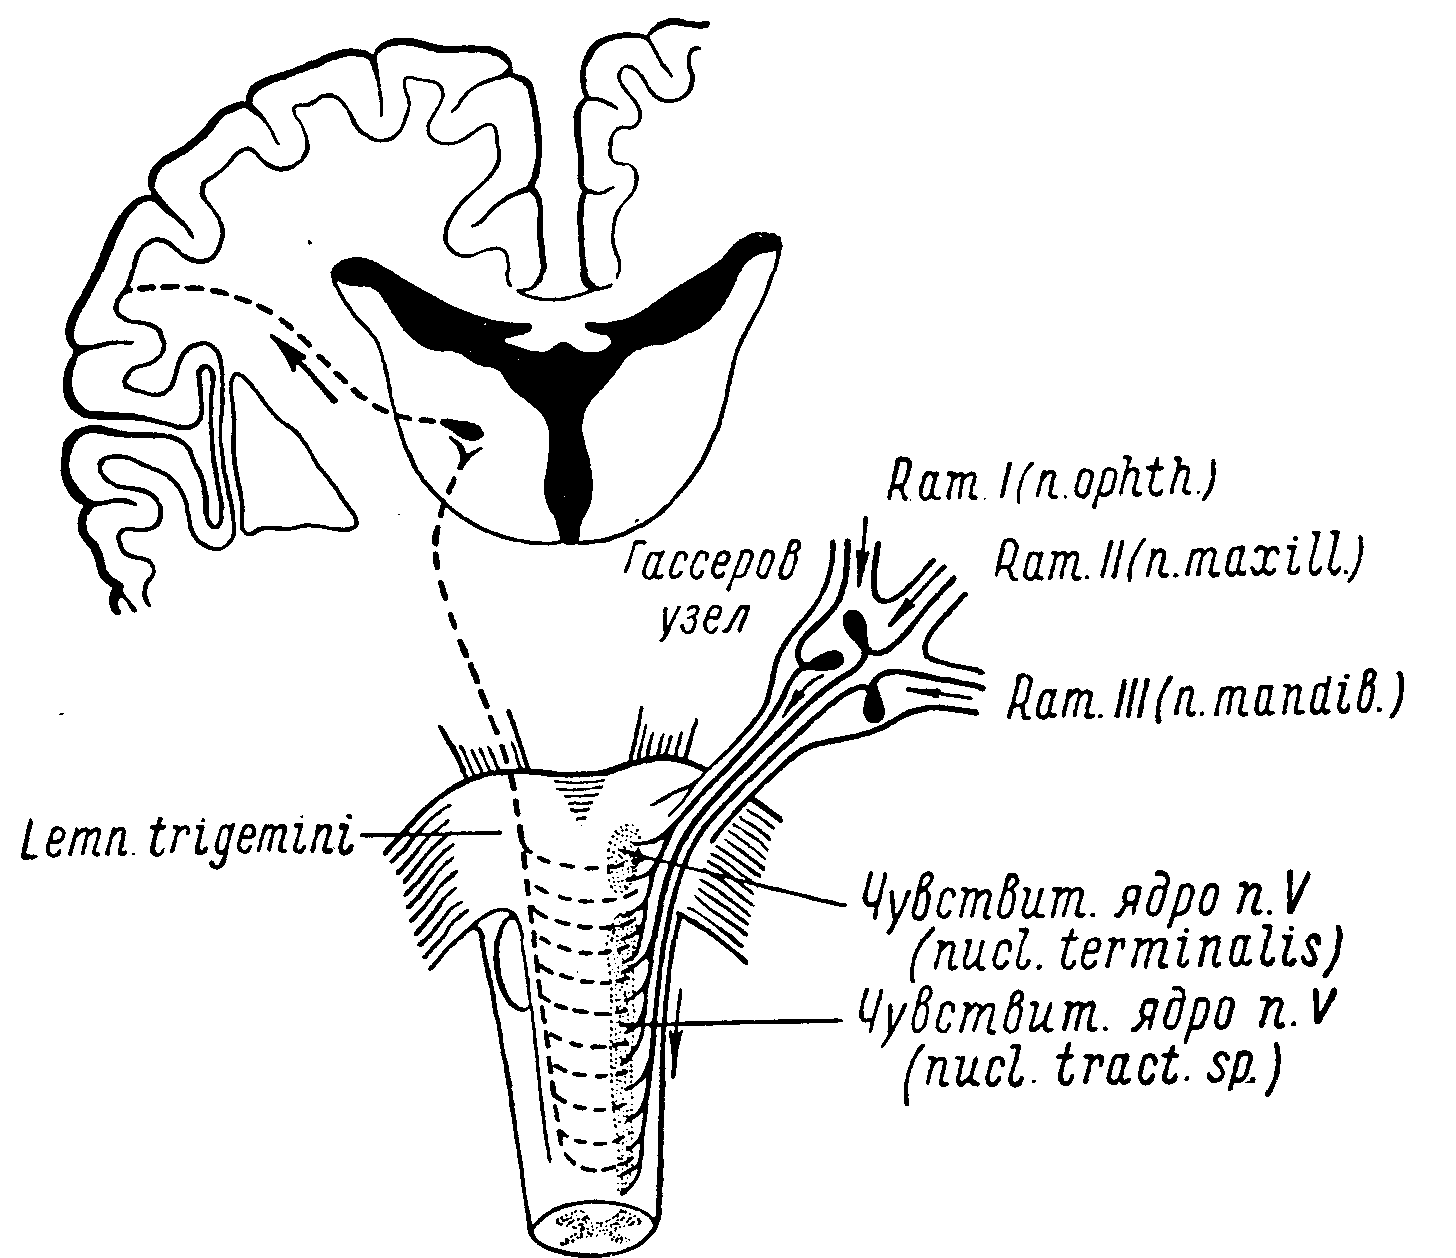 Ram. I (n.ophth.)
Гассеров
узел
Ram. II (n.maxill.)
Ram. III (n.mandiв.)
Lemn. trigemini
Чувствит. ядро n.V
(nucl. terminalis)
Чувствит. ядро n.V
(nucl. tract. sp.)